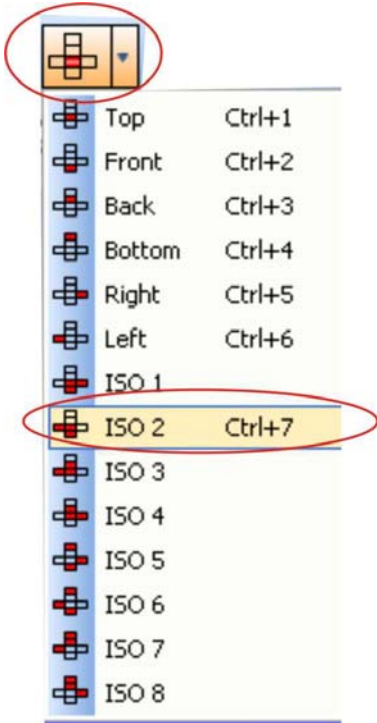 Top Ctrl+1
Front Ctrl+2
Back Ctrl+3
Bottom Ctrl+4
Right Ctrl+5
Left Ctrl+6
ISO 1
ISO 2 Ctrl+7
ISO 3
ISO 4
ISO 5
ISO 6
ISO 7
ISO 8